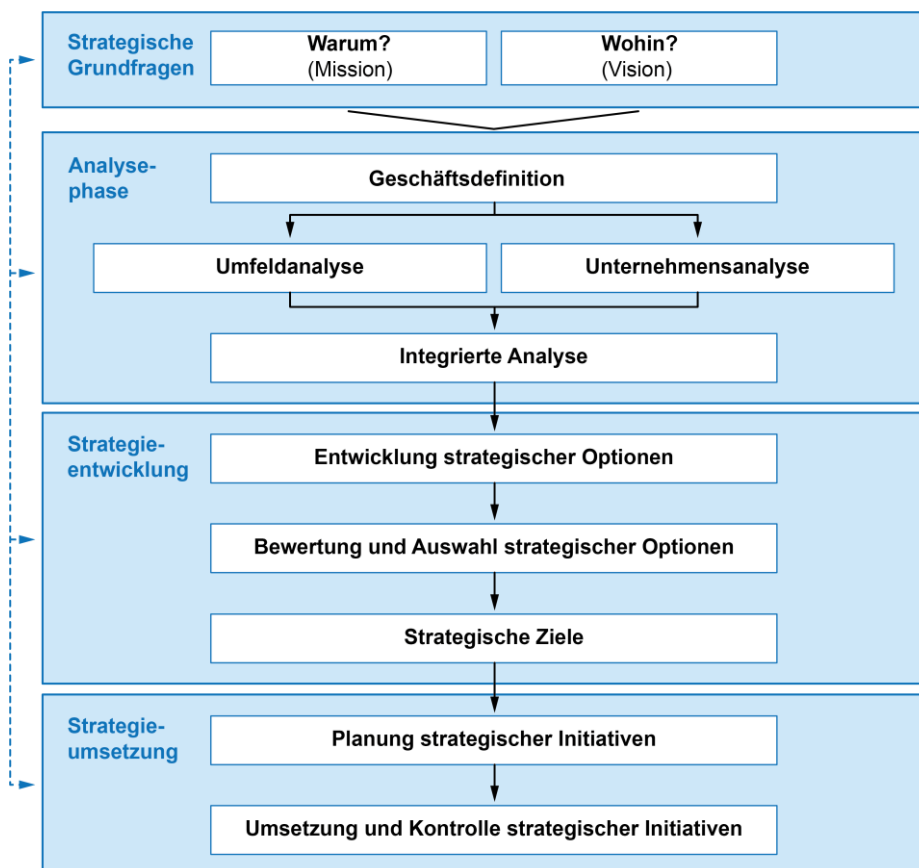 Strategische
Grundfragen
Warum?
(Mission)
Wohin?
(Vision)
Analyse-
phase
Geschäftsdefinition
Umfeldanalyse
Unternehmensanalyse
Integrierte Analyse
Strategie-
entwicklung
Entwicklung strategischer Optionen
Bewertung und Auswahl strategischer Optionen
Strategische Ziele
Strategie-
umsetzung
Planung strategischer Initiativen
Umsetzung und Kontrolle strategischer Initiativen